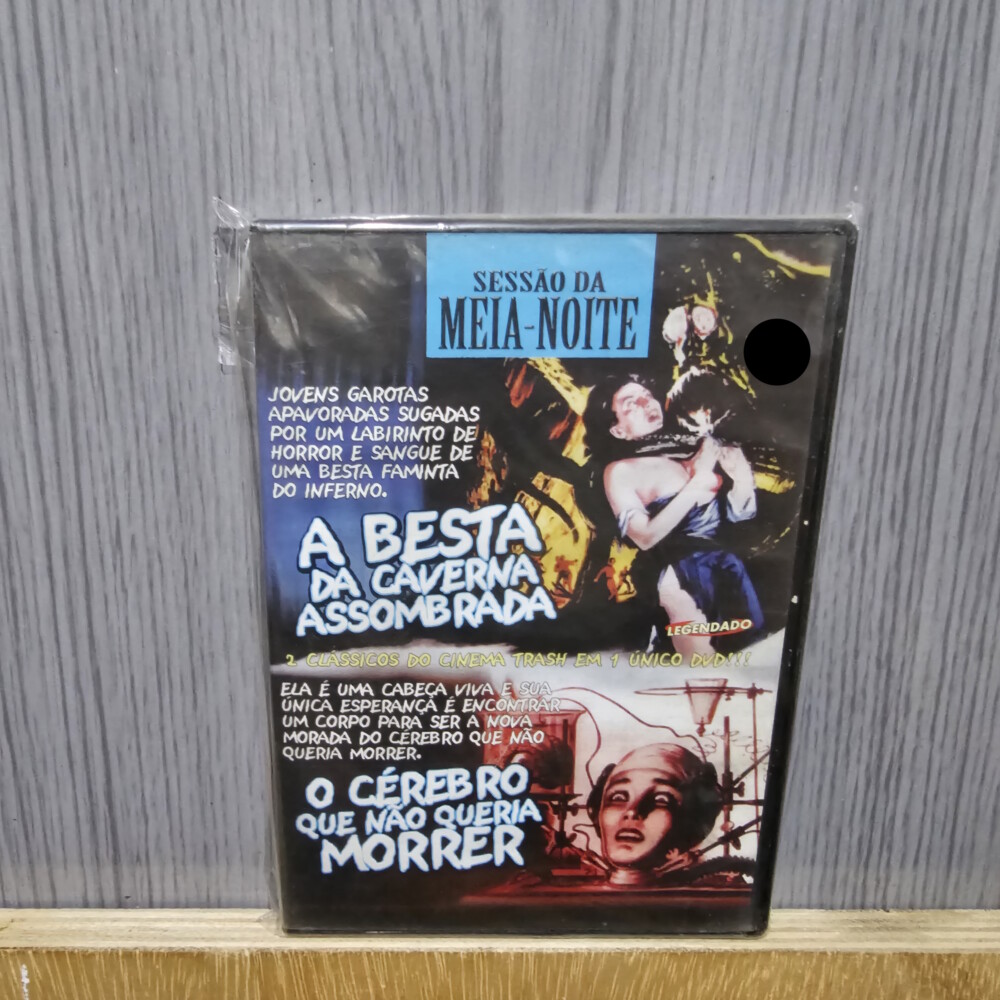 SESSÃO DA
MEIA-NOITE
JOVENS GAROTAS
APAVORADAS SUGADAS
POR UM LABIRINTO DE
HORROR E SANGUE DE
UMA BESTA FAMINTA
DO INFERNO.
A BESTA
DA CAVERNA
ASSOMBRADA
LEGENDADO
2 CLÁSSICOS DO CINEMA TRASH EM 1 ÚNICO DVD!!!
ELA É UMA CABEÇA VIVA E SUA
ÚNICA ESPERANÇA É ENCONTRAR
UM CORPO PARA SER A NOVA
MORADA DO CÉREBRO QUE NÃO
QUERIA MORRER.
O CÉREBRO
QUE NÃO QUERIA
MORRER